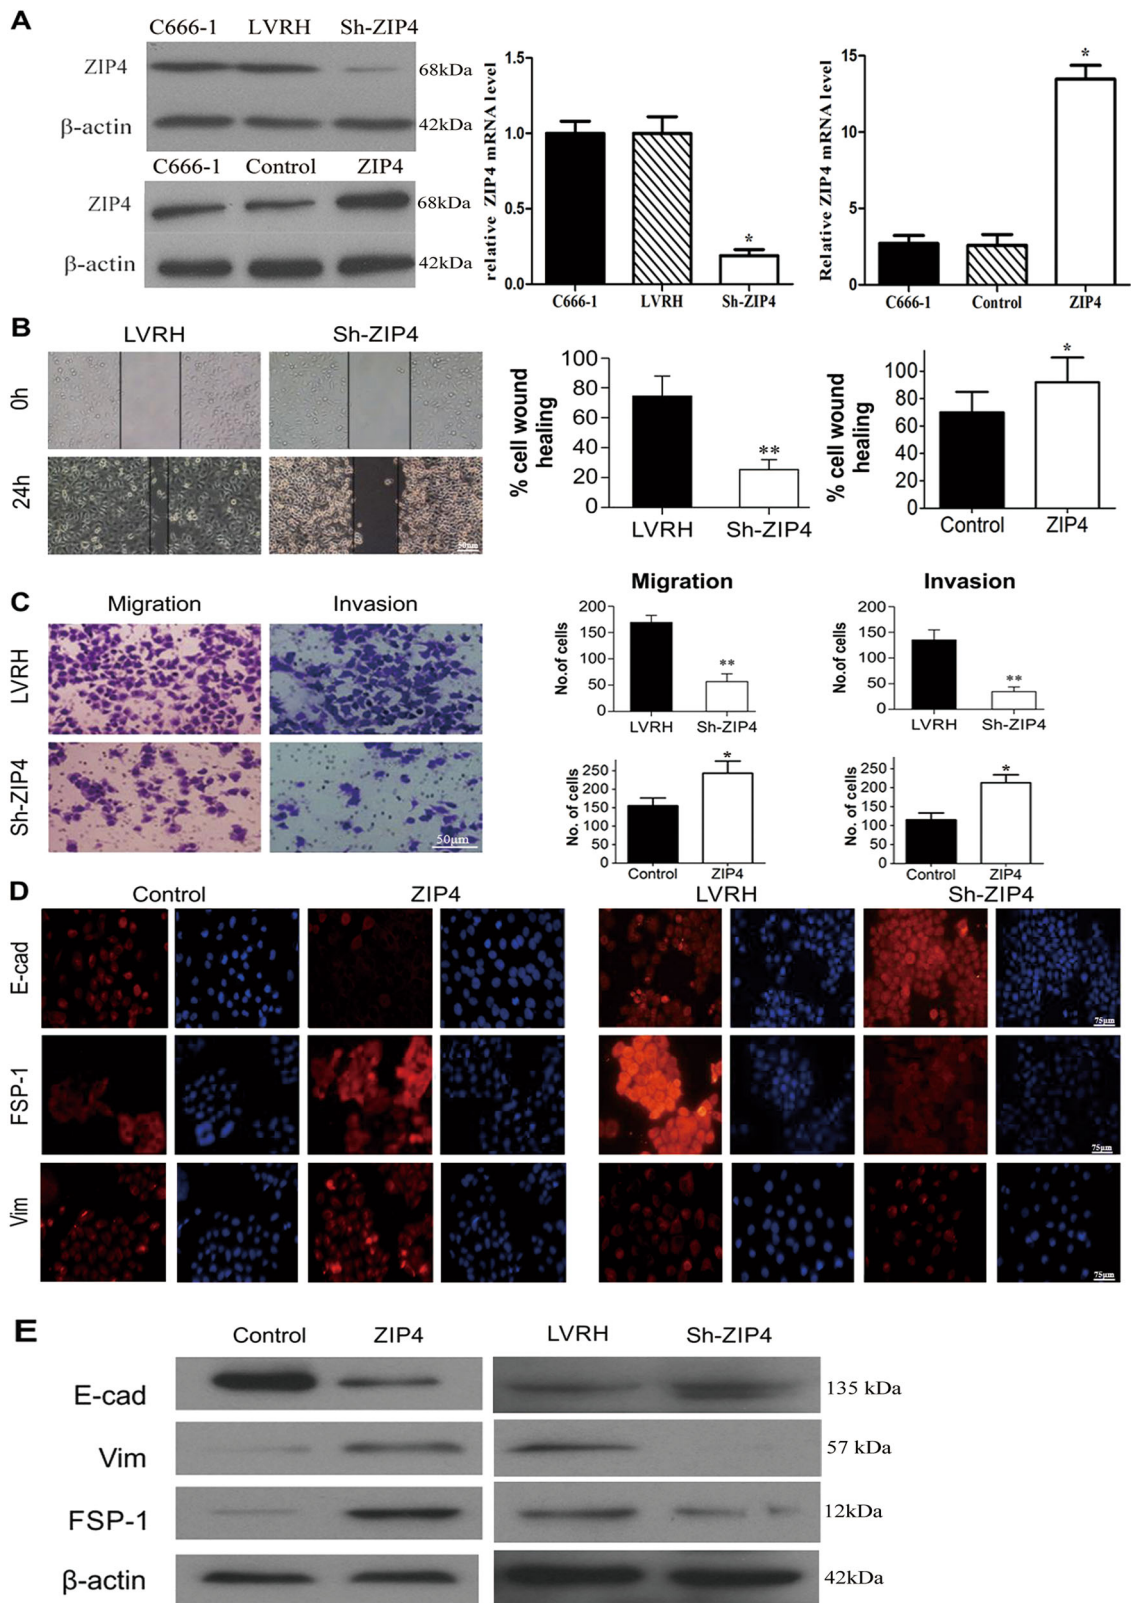 A
C666-1 LVRH Sh-ZIP4
ZIP4 68kDa
β-actin 42kDa
C666-1 Control ZIP4
ZIP4 68kDa
β-actin 42kDa
relative ZIP4 mRNA level
1.5
1.0
0.5
0.0
*
C666-1 LVRH Sh-ZIP4
Relative ZIP4 mRNA level
15
10
5
0
*
C666-1 Control ZIP4
B
LVRH Sh-ZIP4
0h
24h
50μm
% cell wound healing
100
80
60
40
20
0
**
LVRH Sh-ZIP4
% cell wound healing
100
80
60
40
20
0
*
Control ZIP4
C
Migration Invasion
LVRH
Sh-ZIP4
50μm
Migration
No.of cells
200
150
100
50
0
**
LVRH Sh-ZIP4
Invasion
No.of cells
200
150
100
50
0
**
LVRH Sh-ZIP4
No. of cells
250
200
150
100
50
0
*
Control ZIP4
No. of cells
250
200
150
100
50
0
*
Control ZIP4
D
Control ZIP4 LVRH Sh-ZIP4
E-cad
75μm
FSP-1
75μm
Vim
75μm
E
Control ZIP4 LVRH Sh-ZIP4
E-cad 135 kDa
Vim 57 kDa
FSP-1 12kDa
β-actin 42kDa